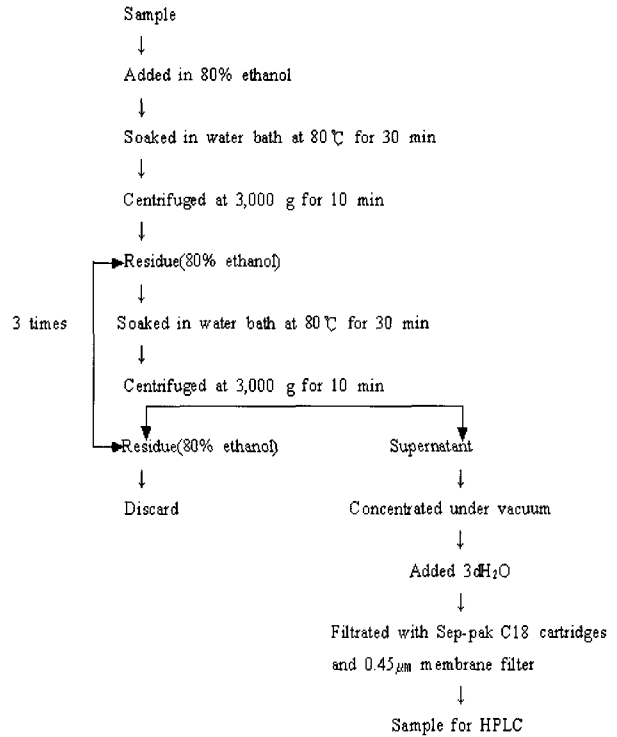 Sample
↓
Added in 80% ethanol
↓
Soaked in water bath at 80℃ for 30 min
↓
Centrifuged at 3,000 g for 10 min
↓
Residue(80% ethanol)
↓
3 times
Soaked in water bath at 80℃ for 30 min
↓
Centrifuged at 3,000 g for 10 min
Residue(80% ethanol)
↓
Discard
Supernatant
↓
Concentrated under vacuum
↓
Added 3dH₂O
↓
Filtrated with Sep-pak C18 cartridges
and 0.45㎛ membrane filter
↓
Sample for HPLC